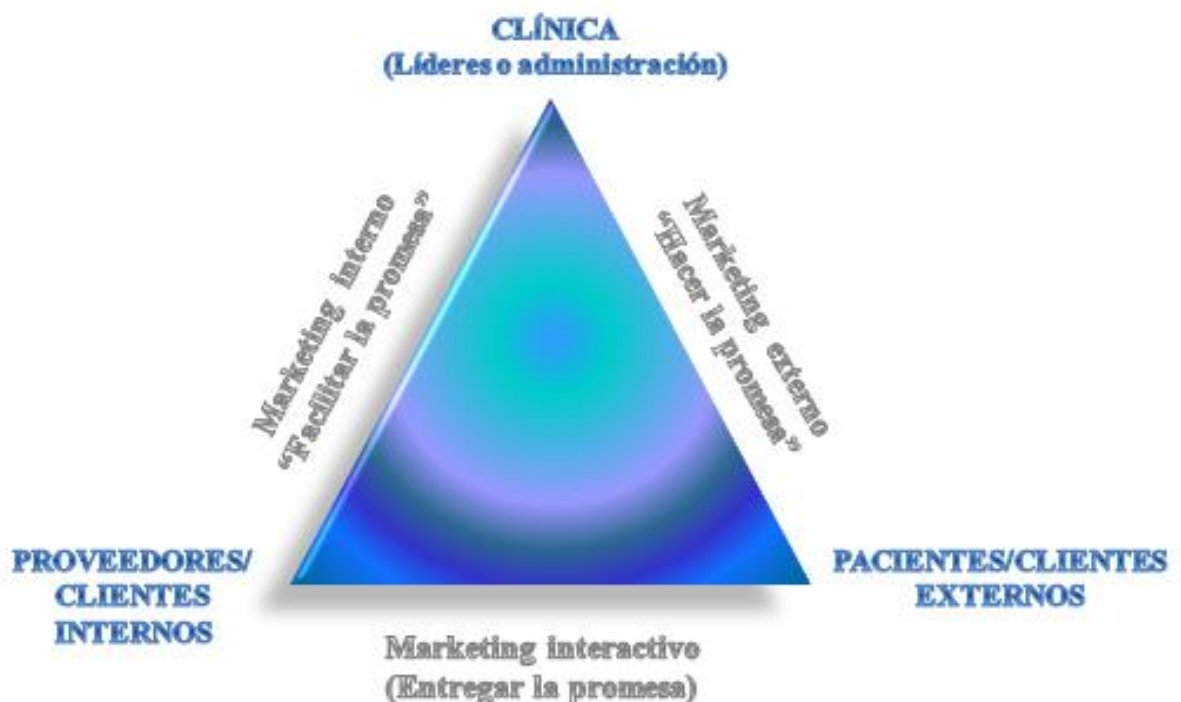 CLÍNICA
(Líderes o administración)
Marketing interno
“Facilitar la promesa”
Marketing externo
“Hacer la promesa”
PROVEEDORES/
CLIENTES
INTERNOS
PACIENTES/CLIENTES
EXTERNOS
Marketing interactivo
(Entregar la promesa)